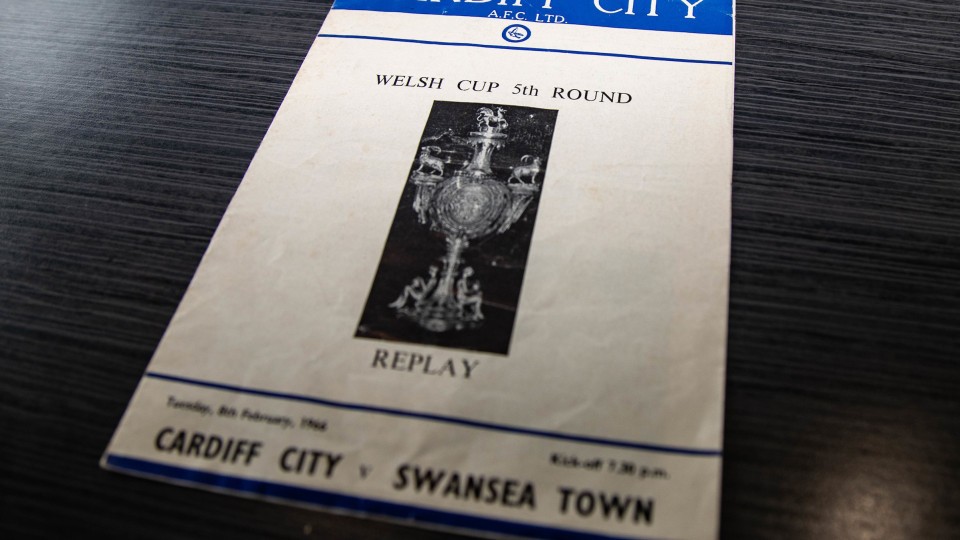 CARDIFF CITY
A.F.C. LTD.
WELSH CUP 5th ROUND
REPLAY
Tuesday, 8th February, 1966
Kick-off 7.30 p.m.
CARDIFF CITY v SWANSEA TOWN